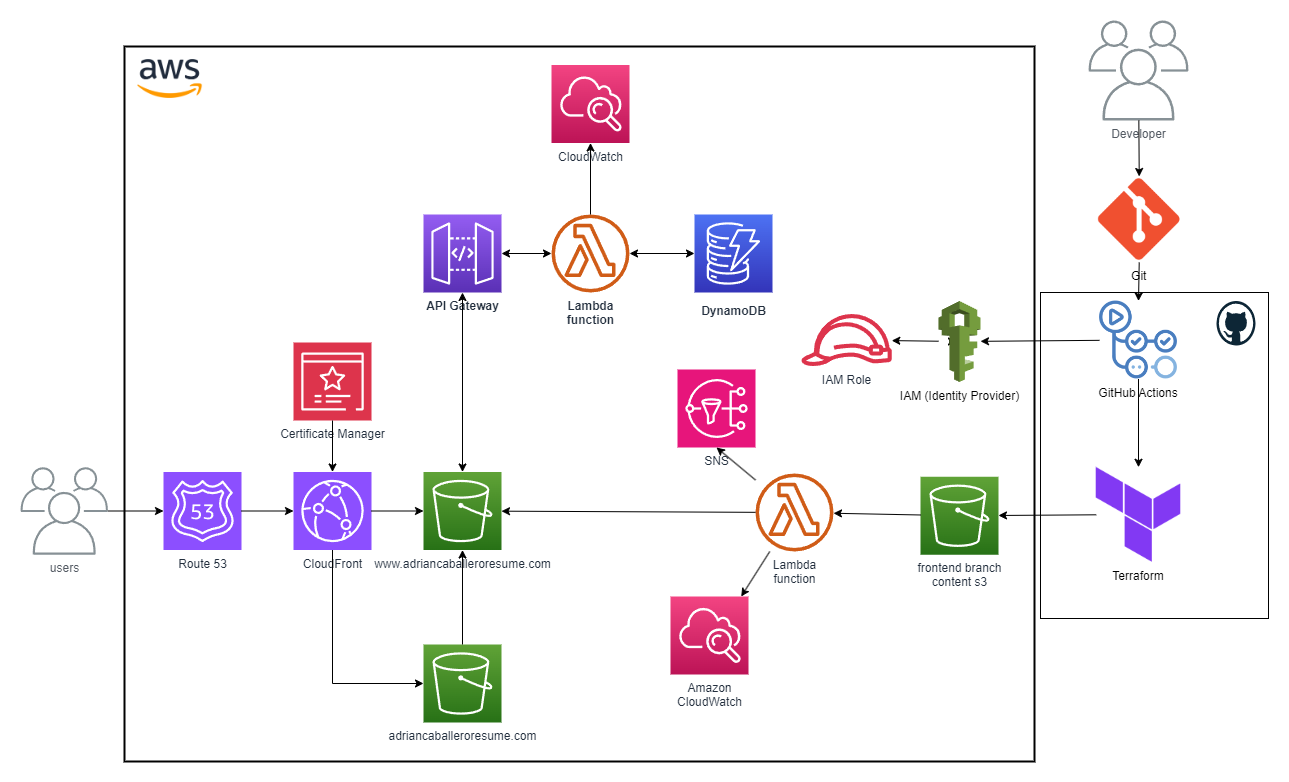 aws
CloudWatch
Developer
Git
API Gateway
Lambda
function
DynamoDB
IAM Role
IAM (Identity Provider)
GitHub Actions
Certificate Manager
SNS
53
users
Route 53
CloudFront
www.adriancaballeroresume.com
Lambda
function
frontend branch
content s3
Terraform
Amazon
CloudWatch
adriancaballeroresume.com